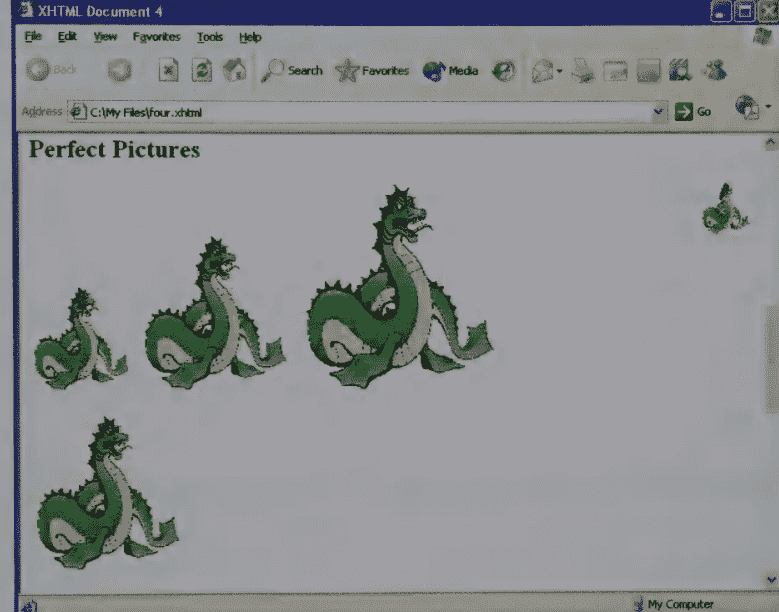 XHTML Document 4
File Edit View Favorites Tools Help
Back Search Favorites Media
Address C:\My Files\four.xhtml Go
Perfect Pictures
My Computer